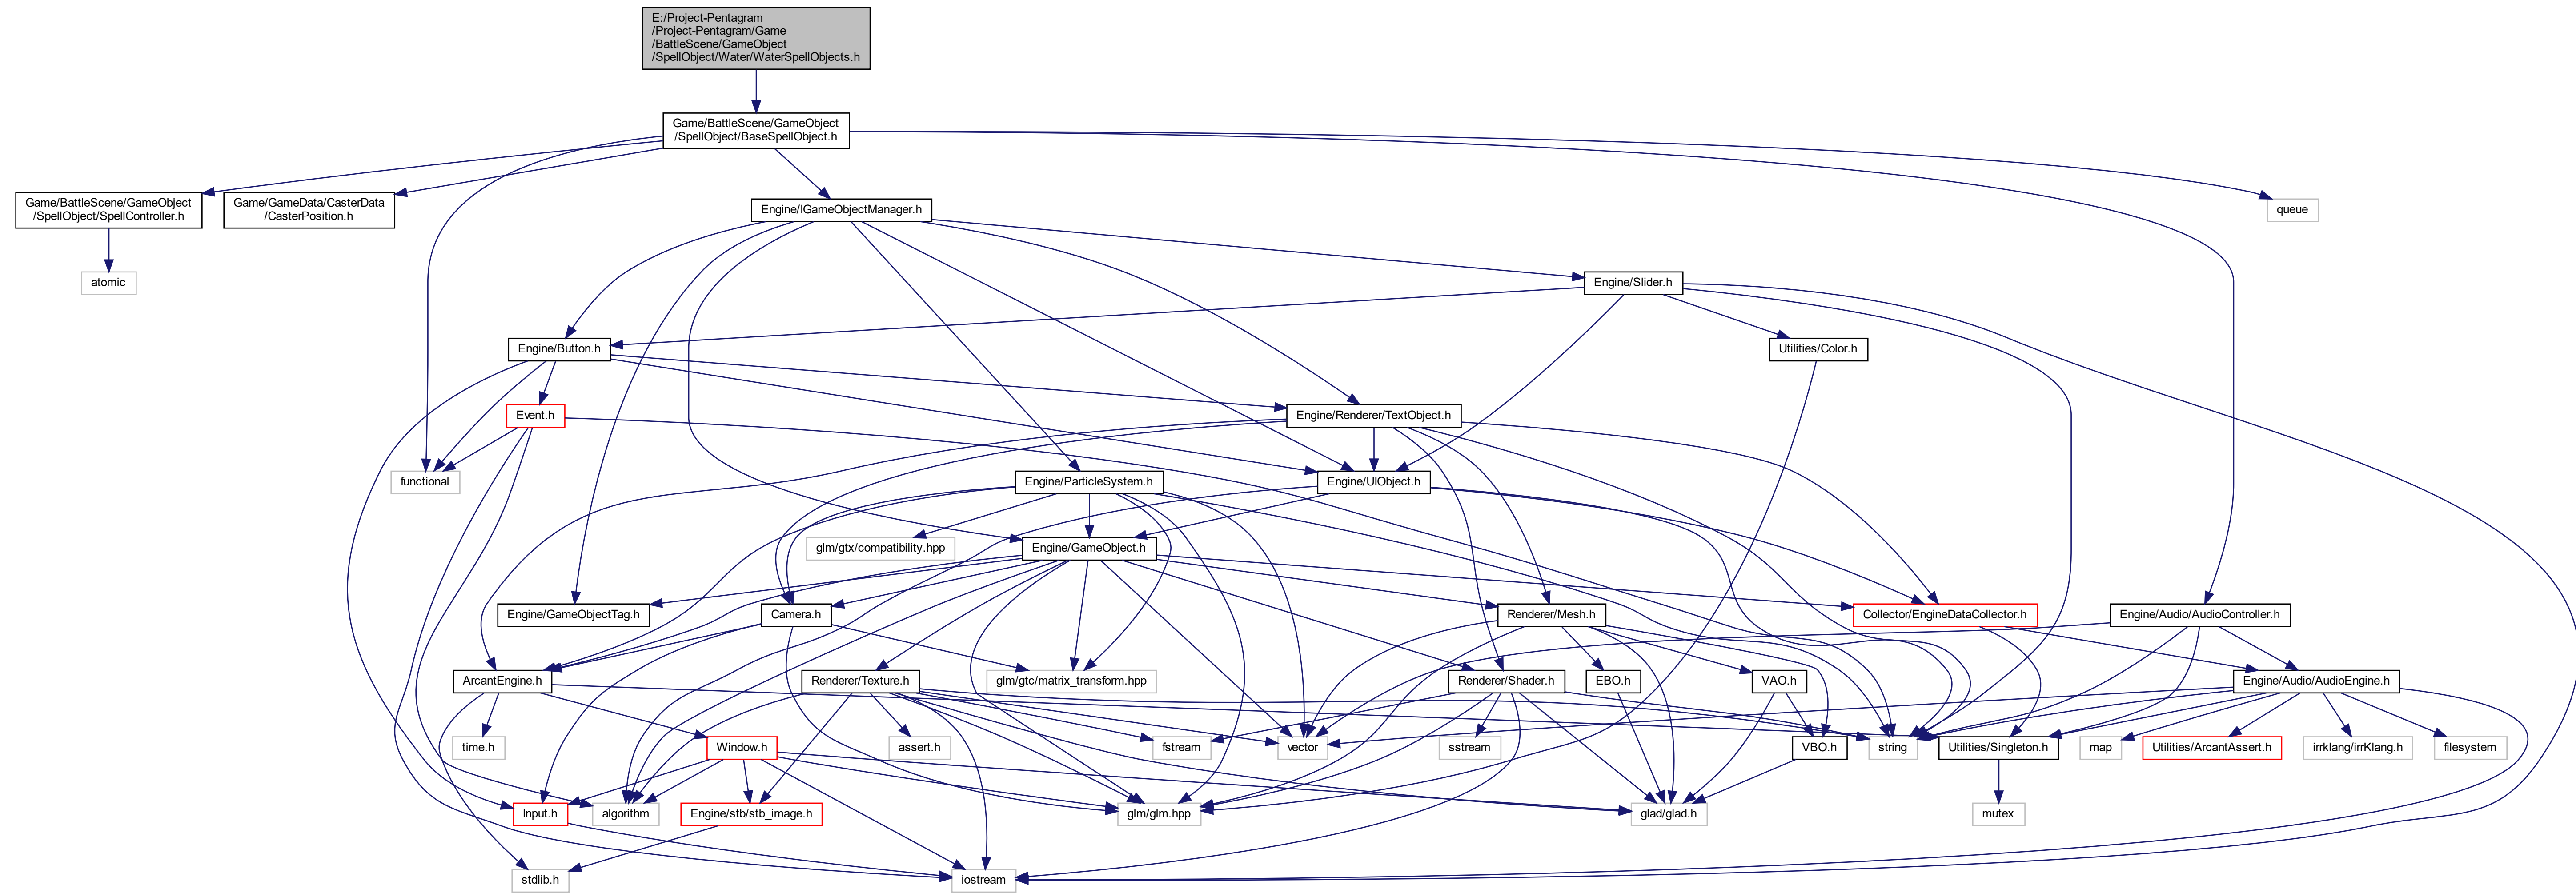 E:/Project-Pentagram
/Project-Pentagram/Game
/BattleScene/GameObject
/SpellObject/Water/WaterSpellObjects.h
Game/BattleScene/GameObject
/SpellObject/BaseSpellObject.h
Game/BattleScene/GameObject
/SpellObject/SpellController.h
Game/GameData/CasterData
/CasterPosition.h
Engine/IGameObjectManager.h
queue
atomic
Engine/Slider.h
Engine/Button.h
Utilities/Color.h
Event.h
Engine/Renderer/TextObject.h
functional
Engine/ParticleSystem.h
Engine/UIObject.h
glm/gtx/compatibility.hpp
Engine/GameObject.h
Engine/GameObjectTag.h
Camera.h
Renderer/Mesh.h
Collector/EngineDataCollector.h
Engine/Audio/AudioController.h
ArcantEngine.h
Renderer/Texture.h
glm/gtc/matrix_transform.hpp
Renderer/Shader.h
EBO.h
VAO.h
Engine/Audio/AudioEngine.h
time.h
Window.h
assert.h
fstream
vector
sstream
VBO.h
string
Utilities/Singleton.h
map
Utilities/ArcantAssert.h
irrklang/irrKlang.h
filesystem
Input.h
algorithm
Engine/stb/stb_image.h
glm/glm.hpp
glad/glad.h
mutex
stdlib.h
iostream